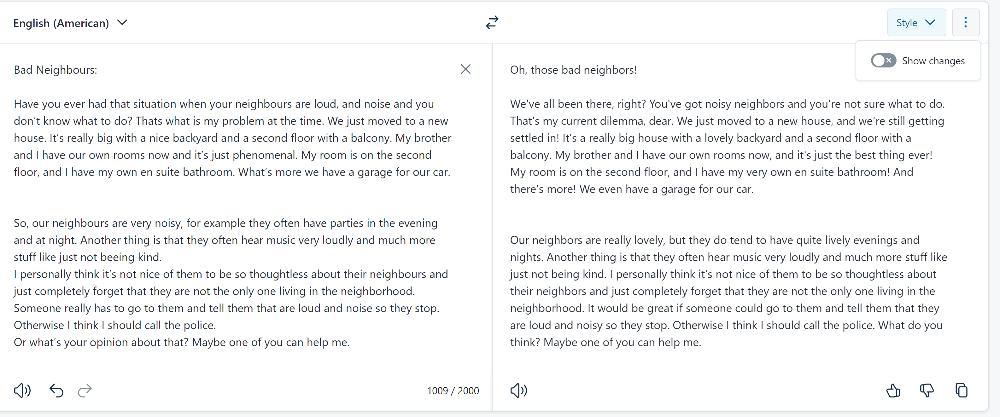 English (American)
Style
Show changes
Bad Neighbours:
Have you ever had that situation when your neighbours are loud, and noise and you
don’t know what to do? Thats what is my problem at the time. We just moved to a new
house. It’s really big with a nice backyard and a second floor with a balcony. My brother
and I have our own rooms now and it’s just phenomenal. My room is on the second
floor, and I have my own en suite bathroom. What’s more we have a garage for our car.
So, our neighbours are very noisy, for example they often have parties in the evening
and at night. Another thing is that they often hear music very loudly and much more
stuff like just not beeing kind.
I personally think it’s not nice of them to be so thoughtless about their neighbours and
just completely forget that they are not the only one living in the neighborhood.
Someone really has to go to them and tell them that are loud and noise so they stop.
Otherwise I think I should call the police.
Or what’s your opinion about that? Maybe one of you can help me.
1009 / 2000
Oh, those bad neighbors!
We've all been there, right? You've got noisy neighbors and you're not sure what to do.
That's my current dilemma, dear. We just moved to a new house, and we're still getting
settled in! It's a really big house with a lovely backyard and a second floor with a
balcony. My brother and I have our own rooms now, and it's just the best thing ever!
My room is on the second floor, and I have my very own en suite bathroom! And
there's more! We even have a garage for our car.
Our neighbors are really lovely, but they do tend to have quite lively evenings and
nights. Another thing is that they often hear music very loudly and much more stuff like
just not being kind. I personally think it's not nice of them to be so thoughtless about
their neighbors and just completely forget that they are not the only one living in the
neighborhood. It would be great if someone could go to them and tell them that they
are loud and noisy so they stop. Otherwise I think I should call the police. What do you
think? Maybe one of you can help me.